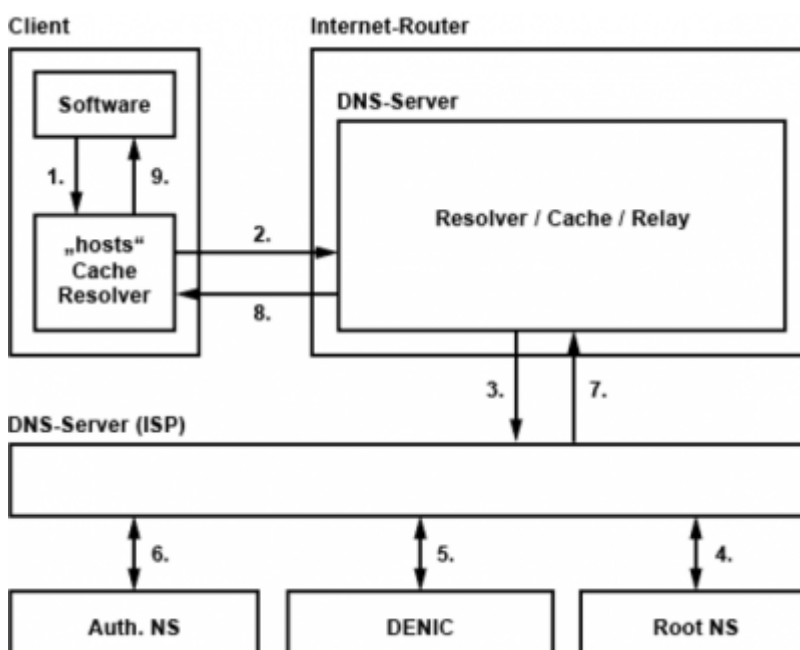 Client
Internet-Router
Software
DNS-Server
1.
9.
Resolver / Cache / Relay
„hosts“
Cache
Resolver
2.
8.
3.
7.
DNS-Server (ISP)
6.
5.
4.
Auth. NS
DENIC
Root NS